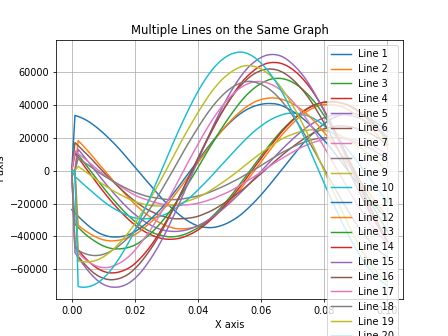 Multiple Lines on the Same Graph
60000
40000
20000
0
−20000
−40000
−60000
0.00
0.02
0.04
0.06
X axis
Line 1
Line 2
Line 3
Line 4
Line 5
Line 6
Line 7
Line 8
Line 9
Line 10
Line 11
Line 12
Line 13
Line 14
Line 15
Line 16
Line 17
Line 18
Line 19
Line 20